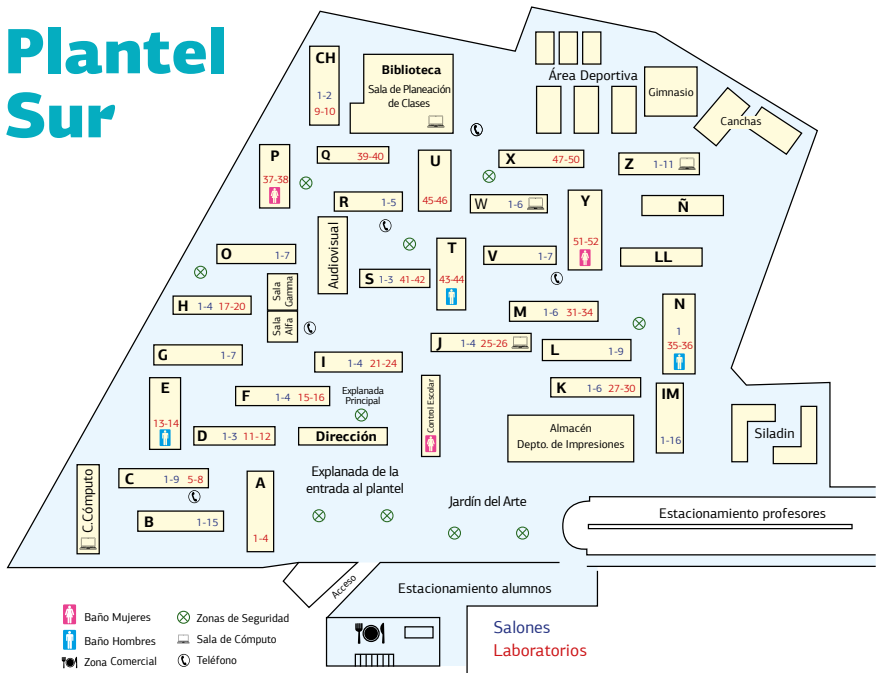 Plantel
Sur
CH
1-2
9-10
Biblioteca
Sala de Planeación
de Clases
Área Deportiva
Gimnasio
Canchas
P
37-38
Q 39-40
U
45-46
X 47-50
Z 1-11
R 1-5
W 1-6
Y
51-52
Ñ
Audiovisual
O 1-7
T
43-44
V 1-7
LL
Sala
Gamma
S 1-3 41-42
H 1-4 17-20
Sala
Alfa
M 1-6 31-34
N
1
35-36
J 1-4 25-26
L 1-9
G 1-7
I 1-4 21-24
E
13-14
F 1-4 15-16
Explanada
Principal
Control Escolar
K 1-6 27-30
IM
1-16
D 1-3 11-12
Dirección
Almacén
Depto. de Impresiones
Siladin
C.Cómputo
C 1-9 5-8
A
1-4
Explanada de la
entrada al plantel
Jardín del Arte
B 1-15
Estacionamiento profesores
Acceso
Estacionamiento alumnos
Baño Mujeres
Zonas de Seguridad
Baño Hombres
Sala de Cómputo
Zona Comercial
Teléfono
Salones
Laboratorios